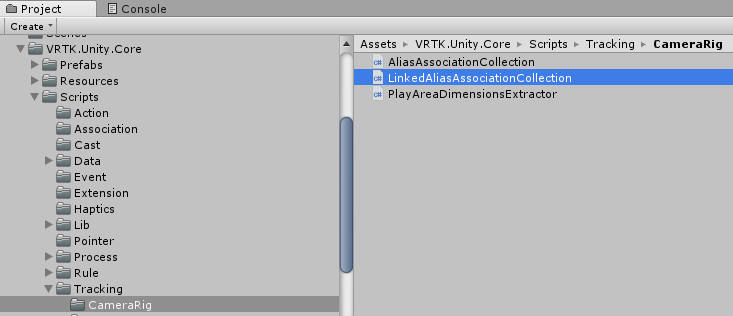 Project
Console
Create
VRTK.Unity.Core
Prefabs
Resources
Scripts
Action
Association
Cast
Data
Event
Extension
Haptics
Lib
Pointer
Process
Rule
Tracking
CameraRig
Assets VRTK.Unity.Core Scripts Tracking CameraRig
c# AliasAssociationCollection
c# LinkedAliasAssociationCollection
c# PlayAreaDimensionsExtractor